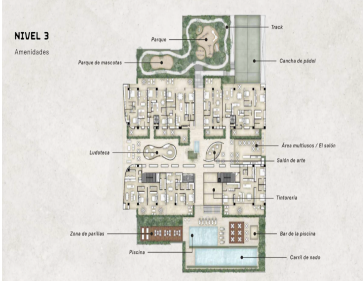 NIVEL 3
Amenidades
Track
Parque
Parque de mascotas
Cancha de pádel
Ludoteca
Área multiusos / El salón
Salón de arte
Tintorería
Zona de parillas
Bar de la piscina
Piscina
Carril de nado